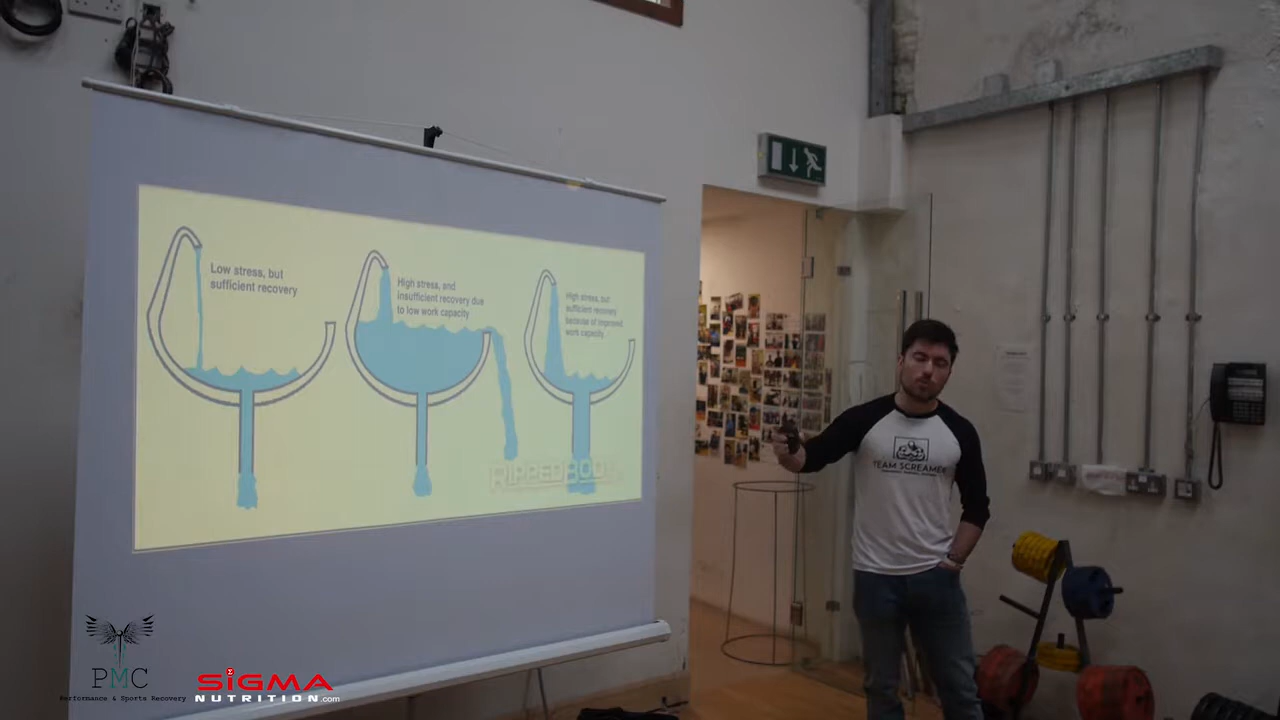 Low stress, but
sufficient recovery
High stress, and
insufficient recovery due
to low work capacity
High stress, but
sufficient recovery
because of improved
work capacity
RIPPEDBODY
TEAM SCREAMER
PMC
Performance & Sports Recovery
SIGMA
NUTRITION.com